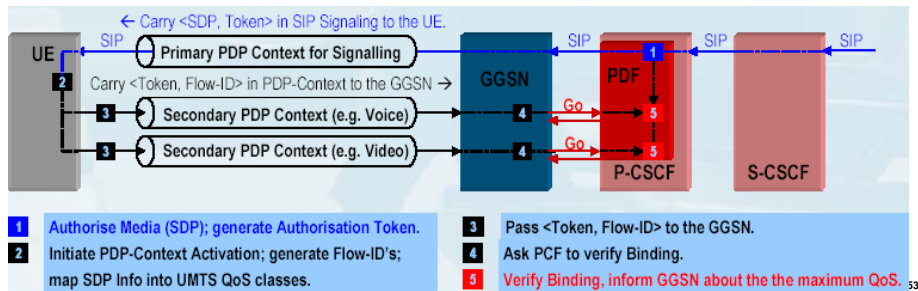 ← Carry <SDP, Token> in SIP Signaling to the UE.
UE
SIP
Primary PDP Context for Signalling
SIP
1
SIP
SIP
2
Carry <Token, Flow-ID> in PDP-Context to the GGSN →
GGSN
PDF
3
Secondary PDP Context (e.g. Voice)
4
Go
5
3
Secondary PDP Context (e.g. Video)
4
Go
5
P-CSCF
S-CSCF
1 Authorise Media (SDP); generate Authorisation Token.
2 Initiate PDP-Context Activation; generate Flow-ID's;
map SDP Info into UMTS QoS classes.
3 Pass <Token, Flow-ID> to the GGSN.
4 Ask PCF to verify Binding.
5 Verify Binding, inform GGSN about the the maximum QoS.
53